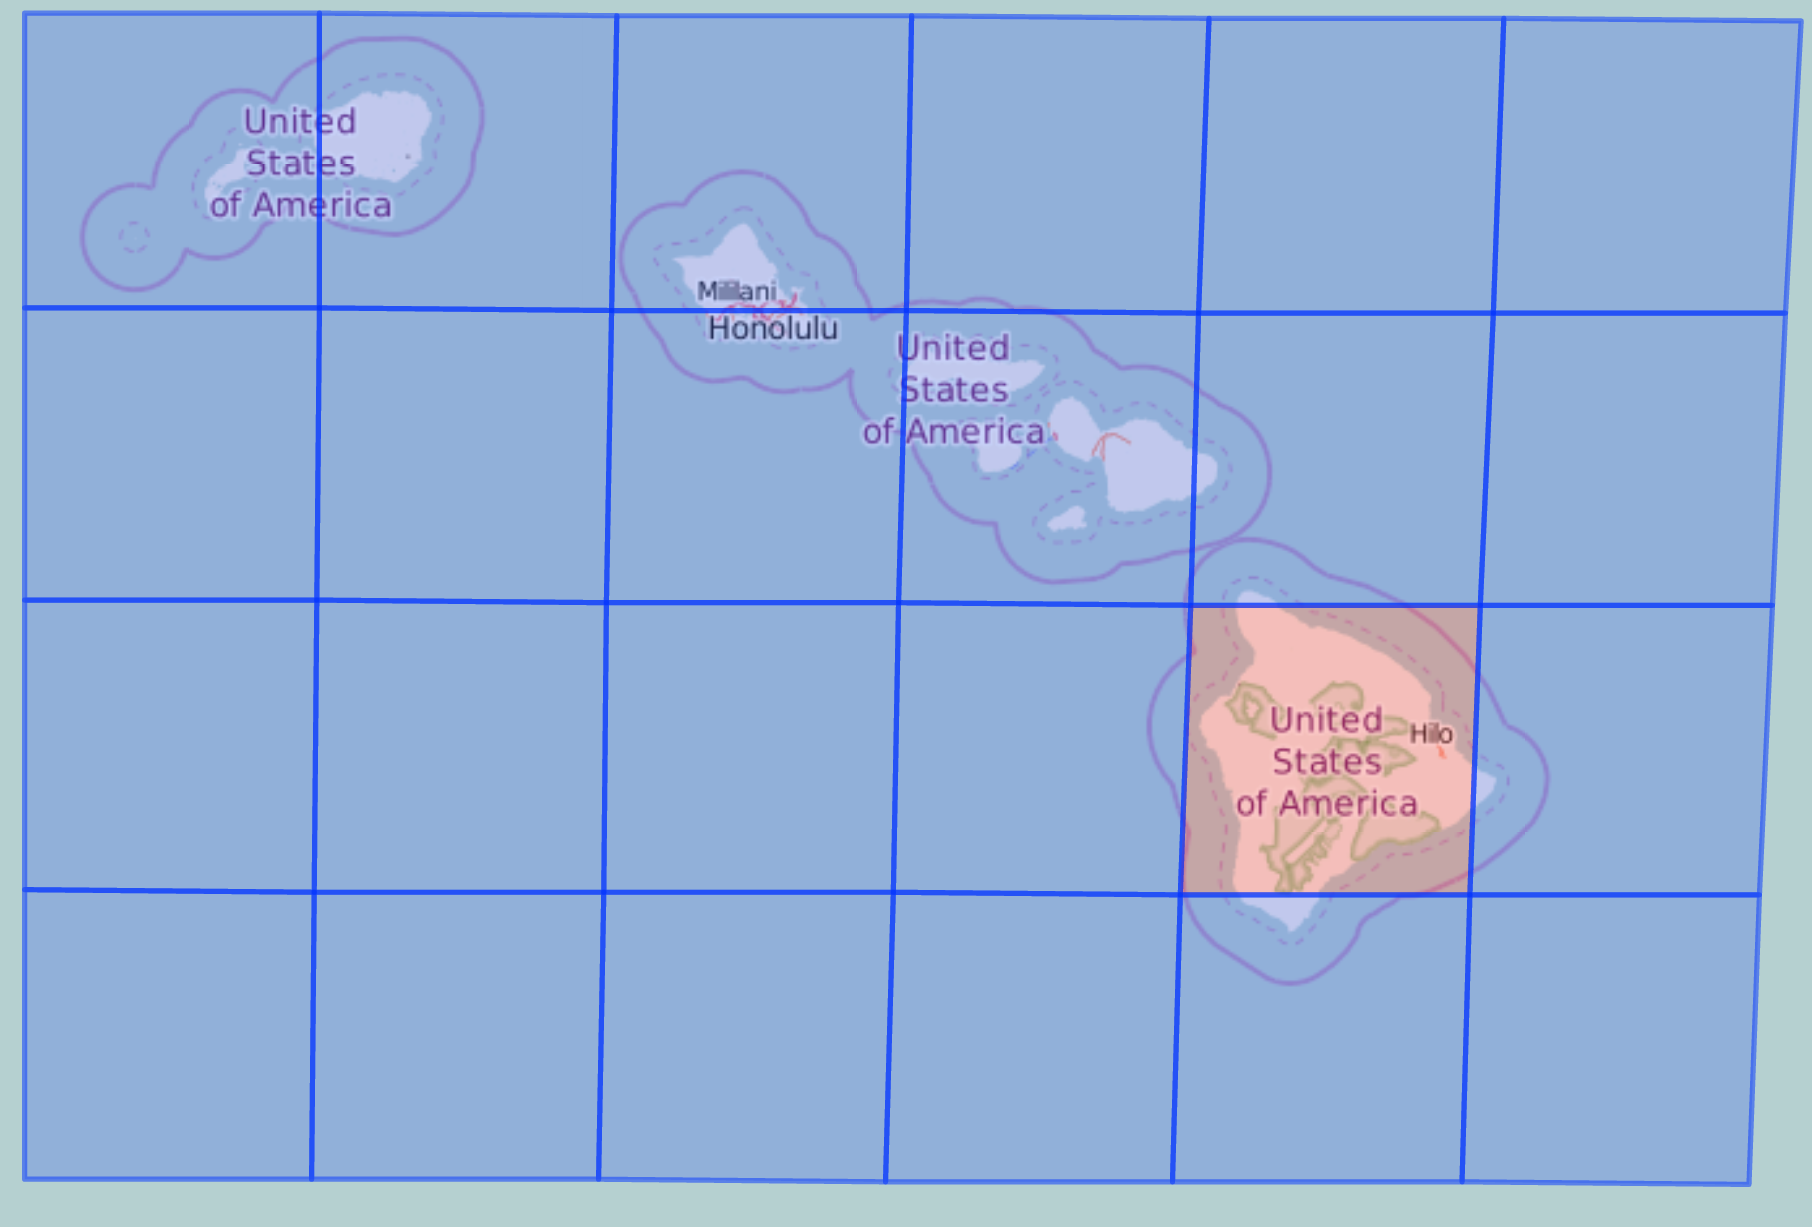 United
States
of America
Mililani
Honolulu
United
States
of America
United
States
of America
Hilo